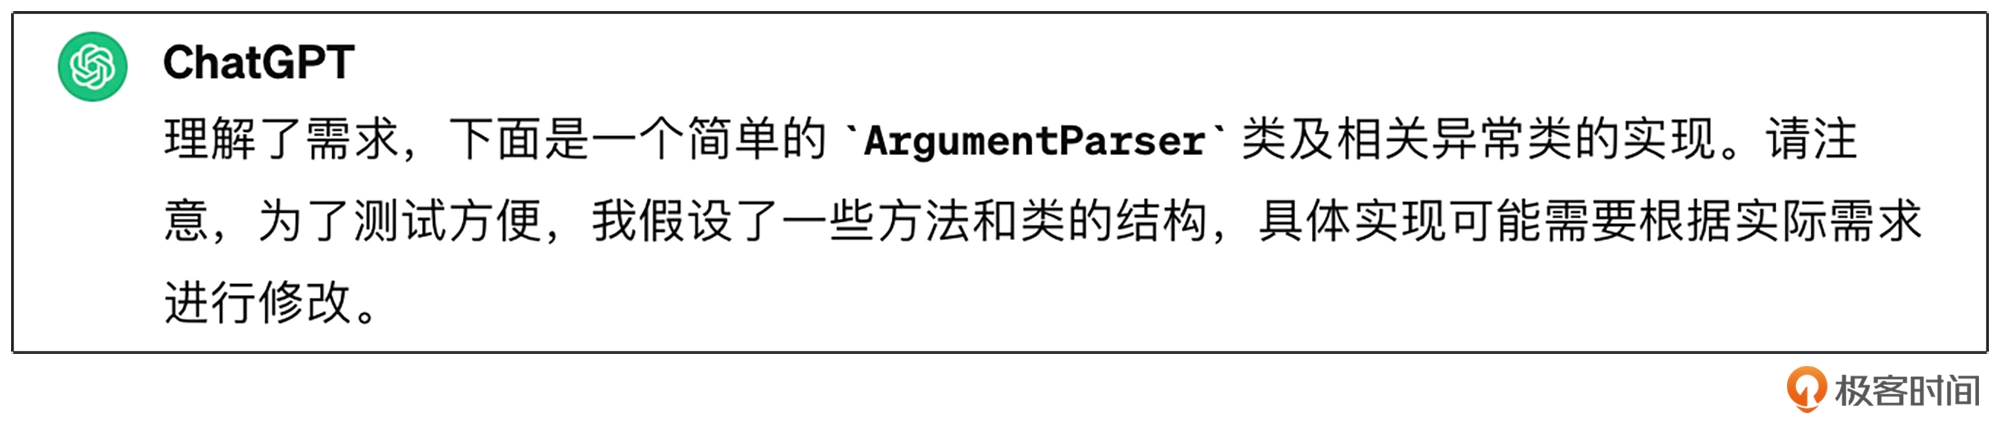 ChatGPT
理解了需求，下面是一个简单的 `ArgumentParser` 类及相关异常类的实现。请注
意，为了测试方便，我假设了一些方法和类的结构，具体实现可能需要根据实际需求
进行修改。
极客时间